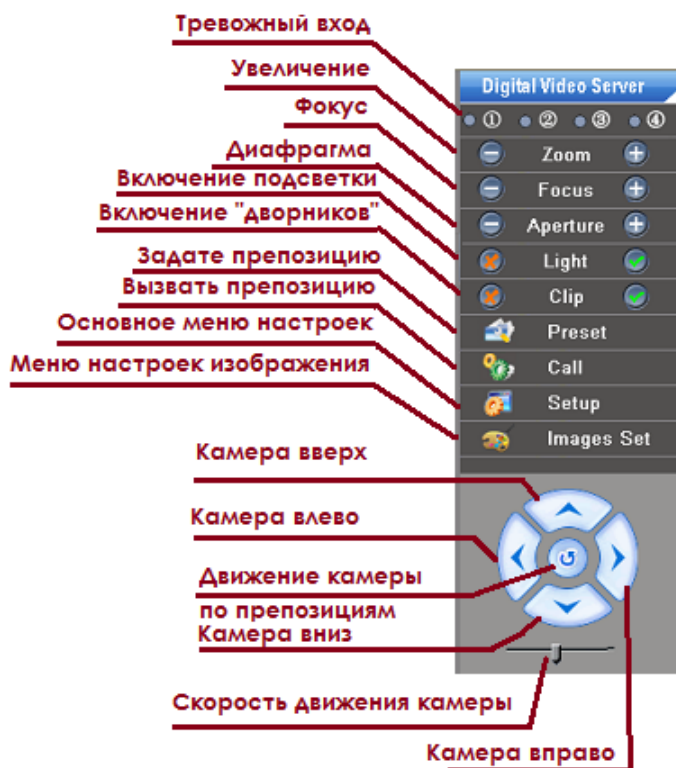 Тревожный вход
Увеличение
Фокус
Диафрагма
Включение подсветки
Включение "дворников"
Задате препозицию
Вызвать препозицию
Основное меню настроек
Меню настроек изображения
Digital Video Server
① ② ③ ④
Zoom
Focus
Aperture
Light
Clip
Preset
Call
Setup
Images Set
Камера вверх
Камера влево
Движение камеры
по препозициям
Камера вниз
Скорость движения камеры
Камера вправо